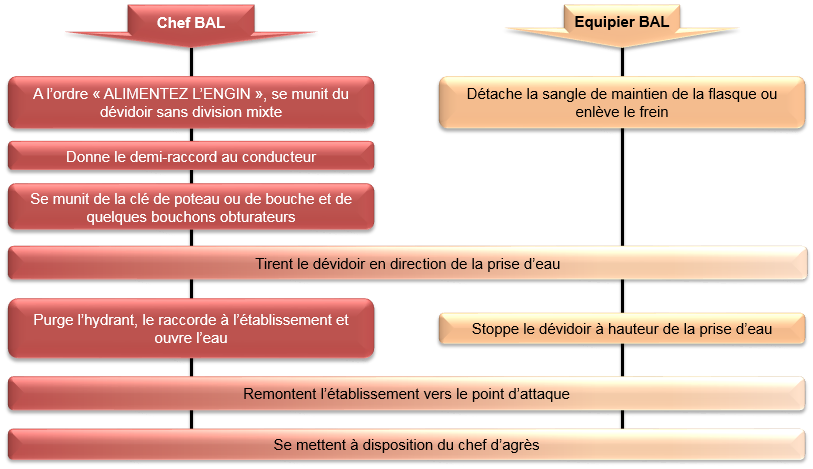 Chef BAL
Equipier BAL
A l’ordre « ALIMENTEZ L’ENGIN », se munit du
dévidoir sans division mixte
Détache la sangle de maintien de la flasque ou
enlève le frein
Donne le demi-raccord au conducteur
Se munit de la clé de poteau ou de bouche et de
quelques bouchons obturateurs
Tirent le dévidoir en direction de la prise d’eau
Purge l’hydrant, le raccorde à l’établissement et
ouvre l’eau
Stoppe le dévidoir à hauteur de la prise d’eau
Remontent l’établissement vers le point d’attaque
Se mettent à disposition du chef d’agrès